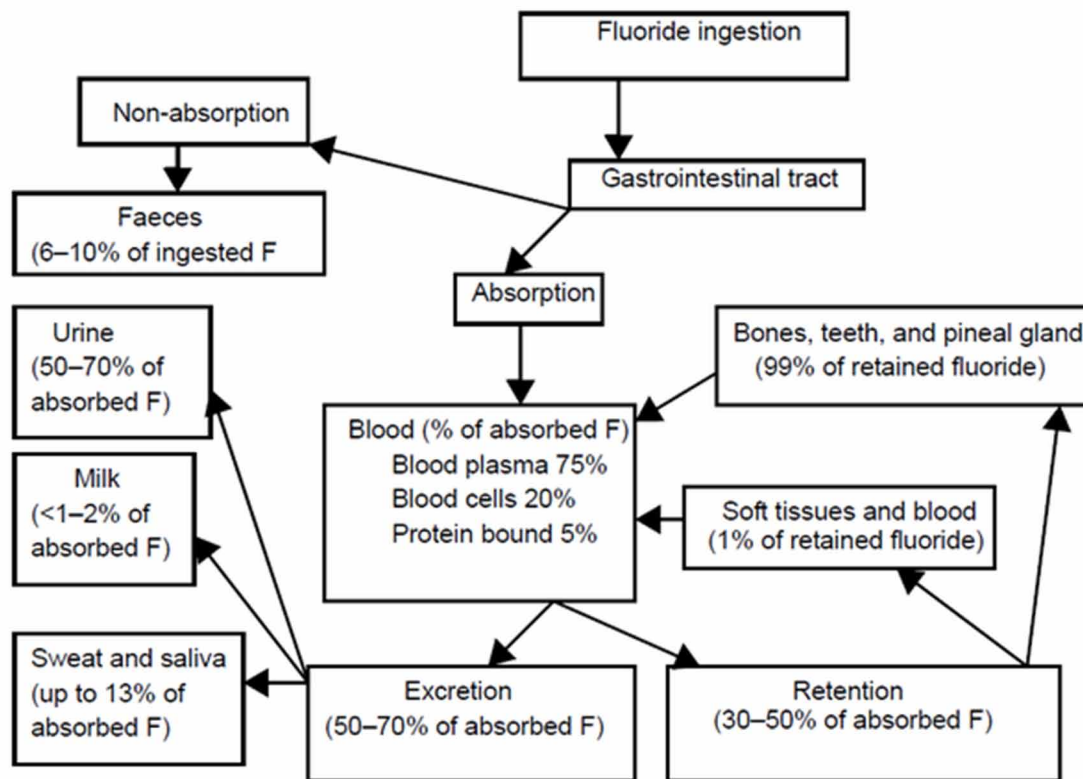 Fluoride ingestion
Non-absorption
Gastrointestinal tract
Faeces
(6–10% of ingested F
Absorption
Urine
(50–70% of
absorbed F)
Bones, teeth, and pineal gland
(99% of retained fluoride)
Blood (% of absorbed F)
Blood plasma 75%
Blood cells 20%
Protein bound 5%
Milk
(<1–2% of
absorbed F)
Soft tissues and blood
(1% of retained fluoride)
Sweat and saliva
(up to 13% of
absorbed F)
Excretion
(50–70% of absorbed F)
Retention
(30–50% of absorbed F)